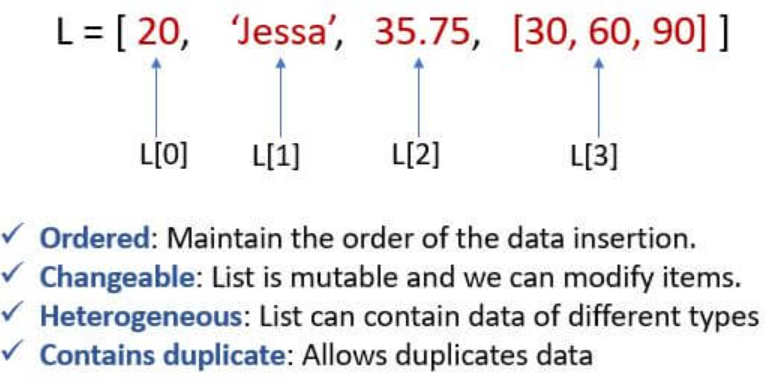 L = [ 20, ‘Jessa’, 35.75, [30, 60, 90] ]
L[0] L[1] L[2] L[3]
✓ Ordered: Maintain the order of the data insertion.
✓ Changeable: List is mutable and we can modify items.
✓ Heterogeneous: List can contain data of different types
✓ Contains duplicate: Allows duplicates data